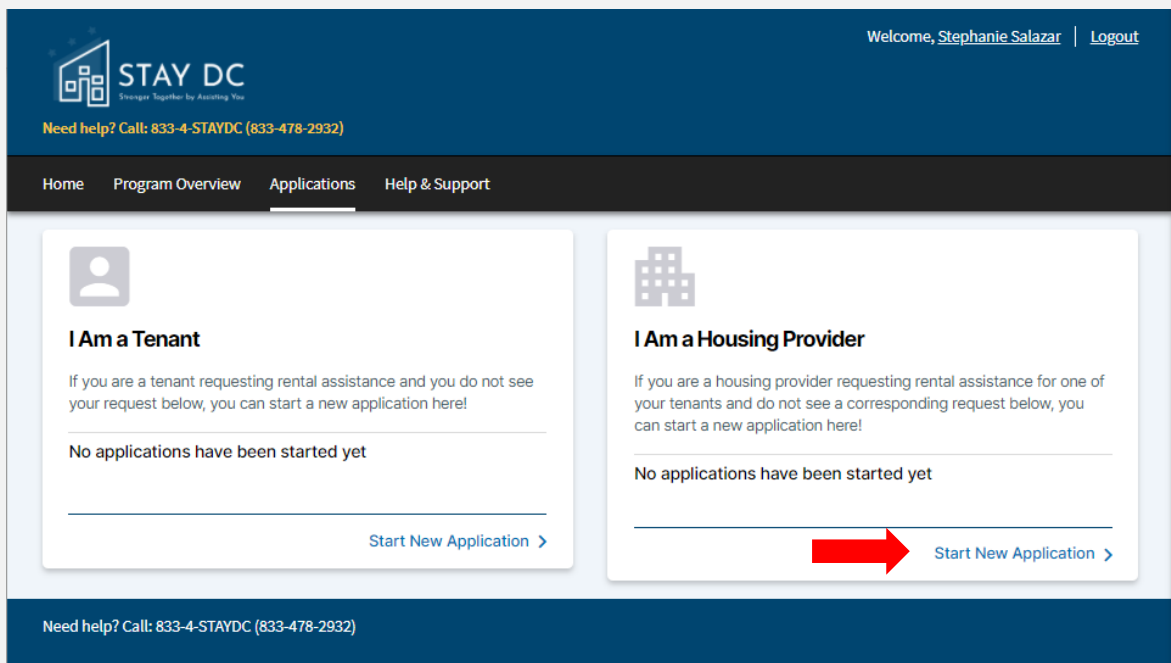 Welcome, Stephanie Salazar | Logout
STAY DC
Stronger Together by Assisting You
Need help? Call: 833-4-STAYDC (833-478-2932)
Home Program Overview Applications Help & Support
I Am a Tenant
If you are a tenant requesting rental assistance and you do not see
your request below, you can start a new application here!
No applications have been started yet
Start New Application >
I Am a Housing Provider
If you are a housing provider requesting rental assistance for one of
your tenants and do not see a corresponding request below, you
can start a new application here!
No applications have been started yet
Start New Application >
Need help? Call: 833-4-STAYDC (833-478-2932)